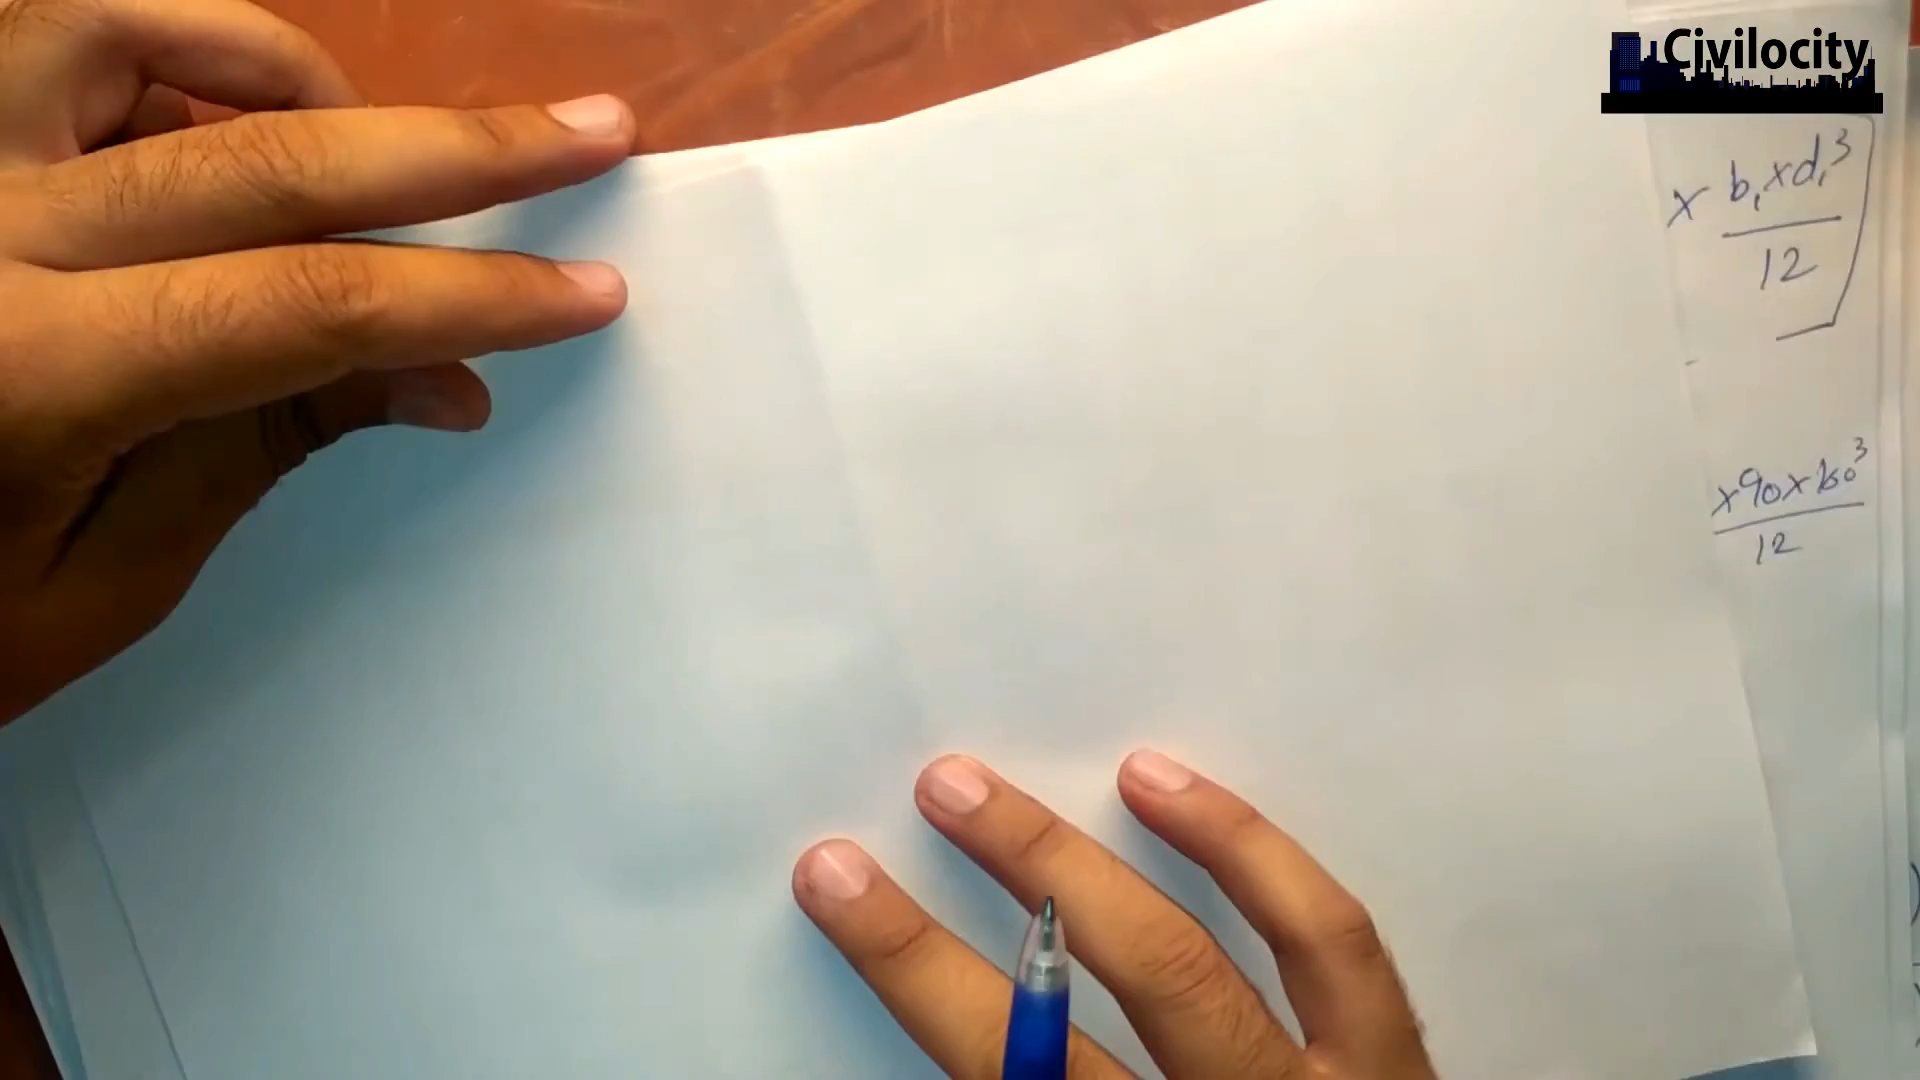 Civilocity
x b₁xd₁³
12
x90x160³
12